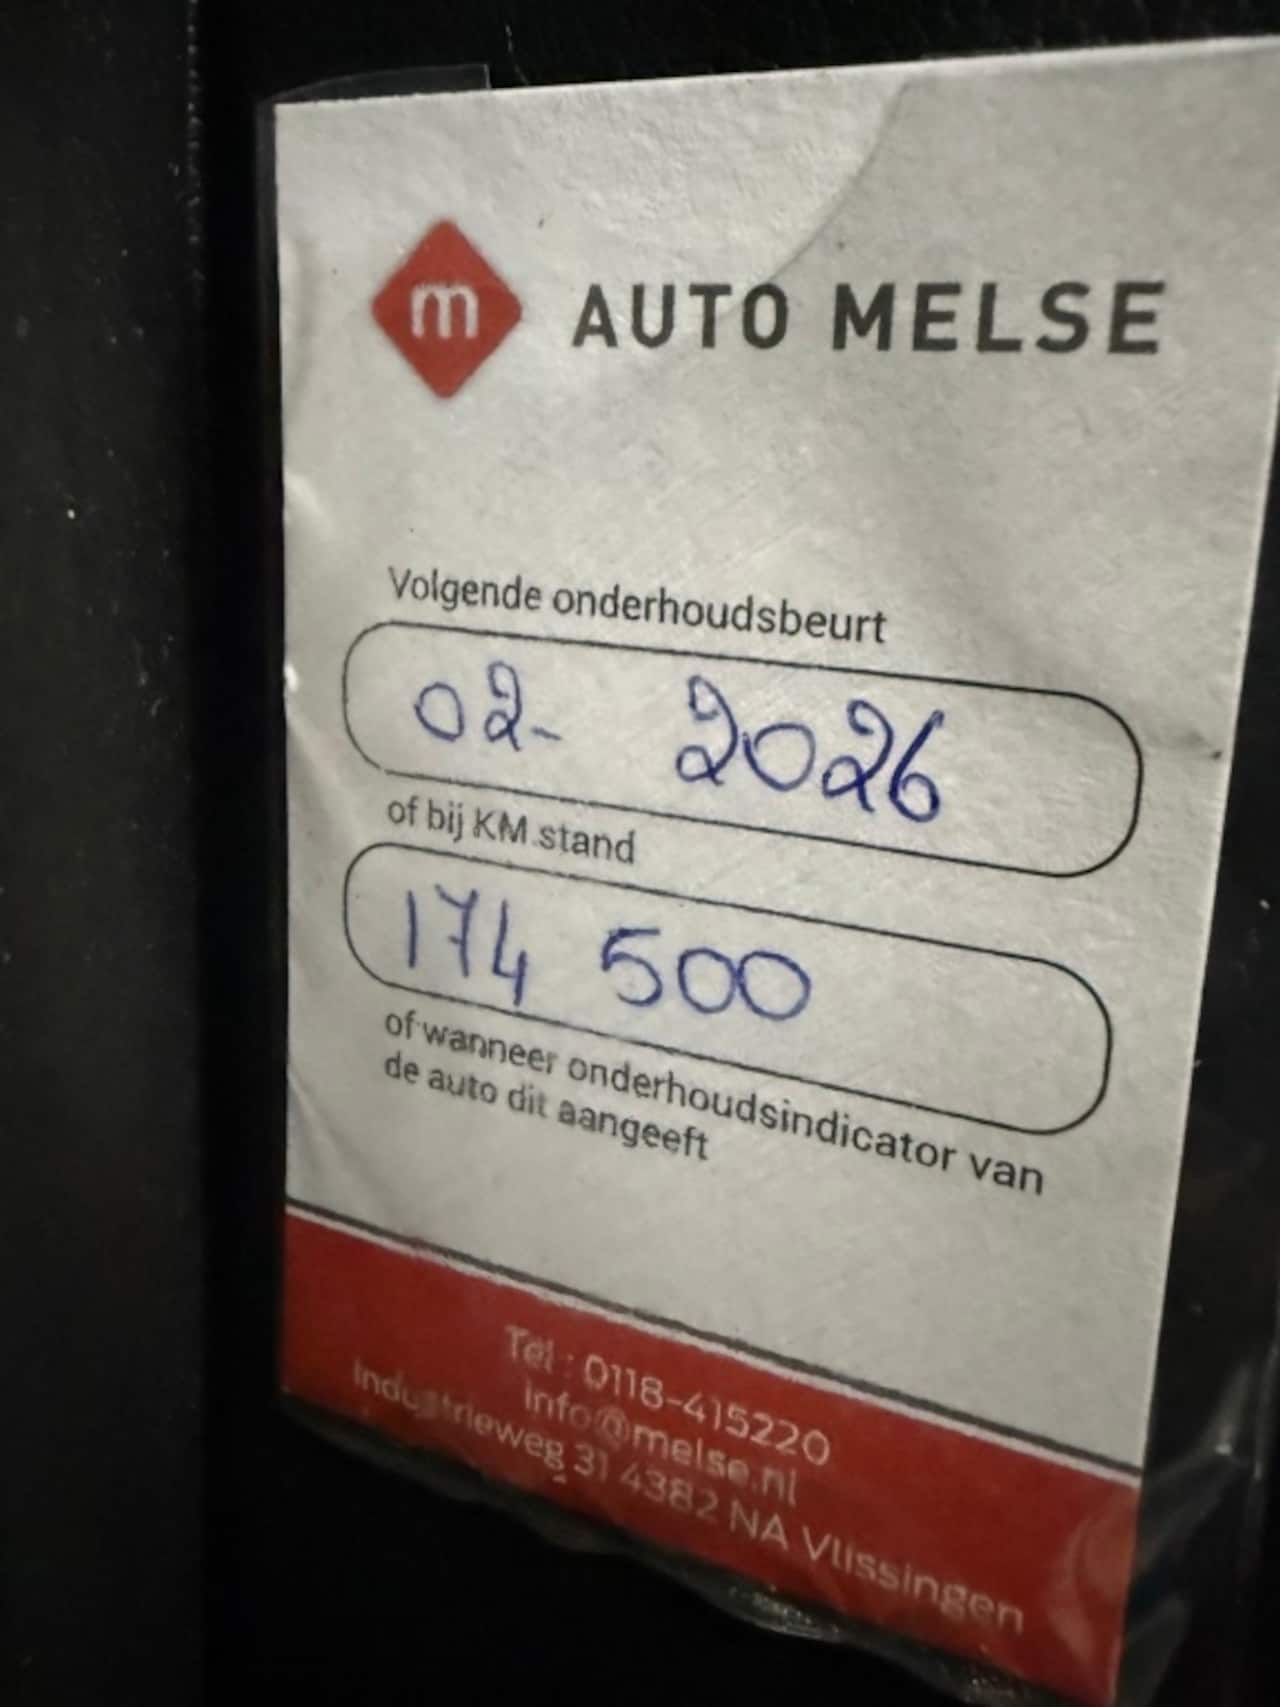 m
AUTO MELSE
Volgende onderhoudsbeurt
02- 2026
of bij KM.stand
174 500
of wanneer onderhoudsindicator van
de auto dit aangeeft
Tel : 0118-415220
info@melse.nl
Industrieweg 31 4382 NA Vlissingen